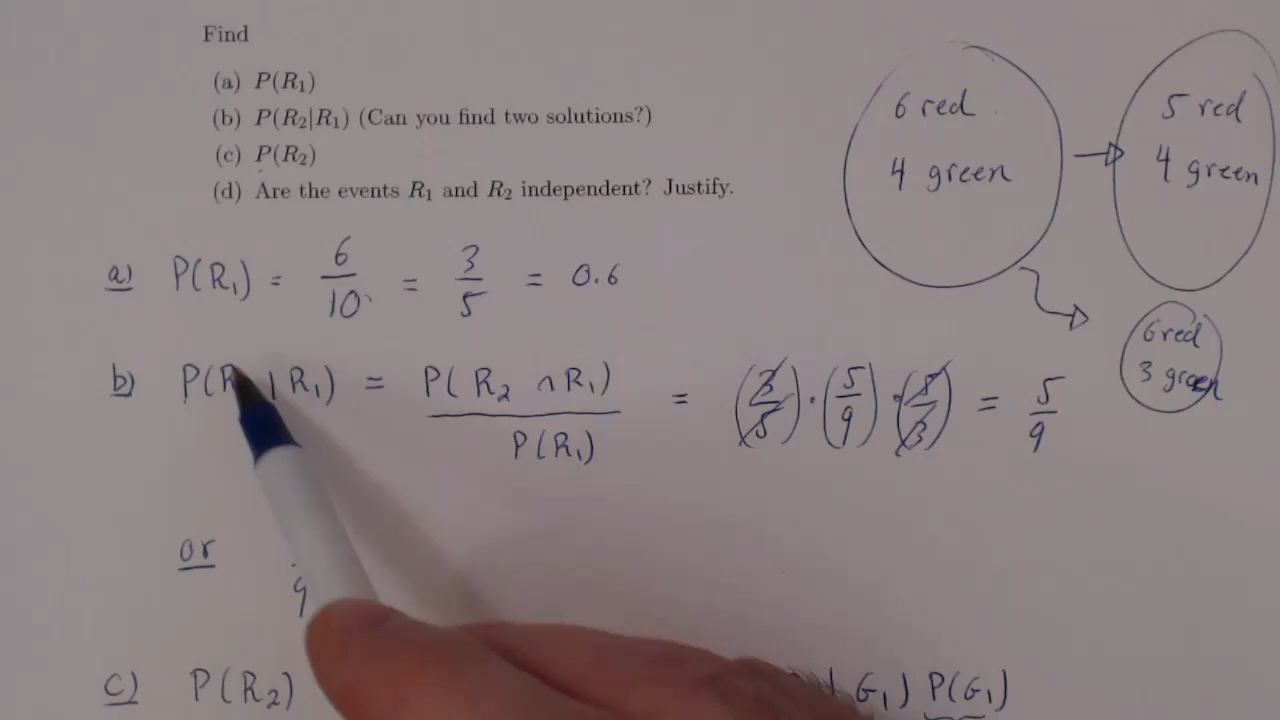 Find
(a) P(R₁)
(b) P(R₂|R₁) (Can you find two solutions?)
(c) P(R₂)
(d) Are the events R₁ and R₂ independent? Justify.
6 red
4 green
5 red
4 green
6 red
3 green
a) P(R₁) = 6/10 = 3/5 = 0.6
b) P(R | R₁) = P(R₂ ∩ R₁) / P(R₁) = (3/5) · (5/9) · (5/3) = 5/9
or
9
c) P(R₂) | G₁) P(G₁)